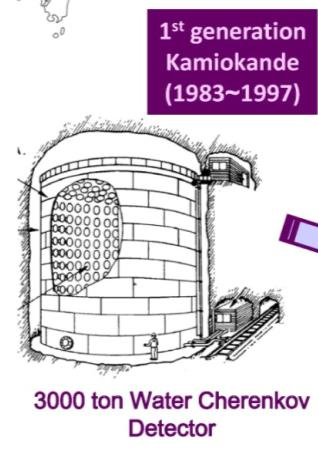 1st generation
Kamiokande
(1983~1997)
3000 ton Water Cherenkov
Detector